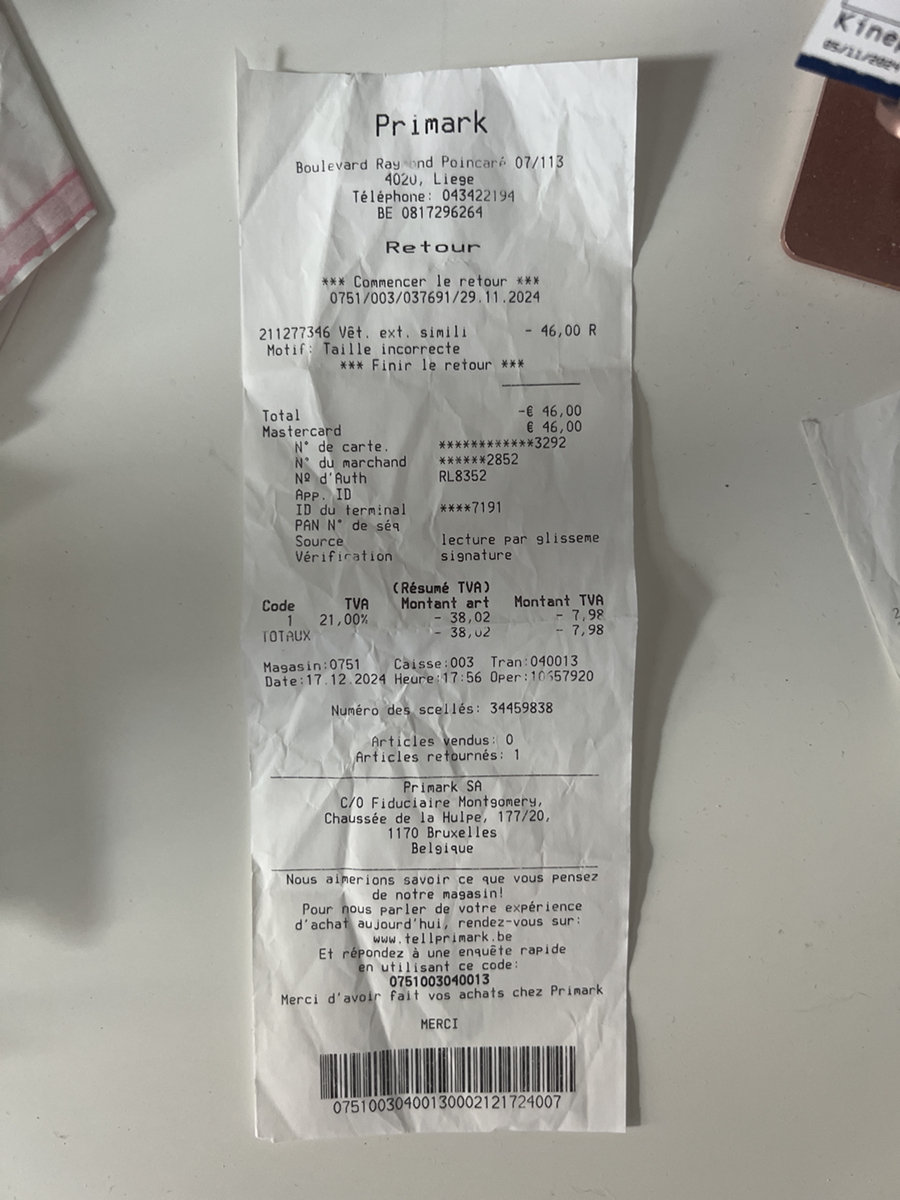 Kinep
05/11/2024
Primark
Boulevard Raymond Poincaré 07/113
4020, Liege
Téléphone: 043422194
BE 0817296264
Retour
*** Commencer le retour ***
0751/003/037691/29.11.2024
211277346 Vêt. ext. simili - 46,00 R
Motif: Taille incorrecte
*** Finir le retour ***
Total -€ 46,00
Mastercard € 46,00
N° de carte. ************3292
N° du marchand ******2852
Nº d'Auth RL8352
App. ID
ID du terminal ****7191
PAN N° de séq
Source lecture par glisseme
Vérification signature
(Résumé TVA)
Code TVA Montant art Montant TVA
1 21,00% - 38,02 - 7,98
TOTAUX - 38,02 - 7,98
Magasin:0751 Caisse:003 Tran:040013
Date:17.12.2024 Heure:17:56 Oper:
Numéro des scellés: 34459838
Articles vendus: 0
Articles retournés: 1
Primark SA
C/O Fiduciaire Montgomery,
Chaussée de la Hulpe, 177/20,
1170 Bruxelles
Belgique
Nous aimerions savoir ce que vous pensez
de notre magasin!
Pour nous parler de votre expérience
d'achat aujourd'hui, rendez-vous sur:
www.tellprimark.be
Et répondez à une enquête rapide
en utilisant ce code:
0751003040013
Merci d'avoir fait vos achats chez Primark
MERCI
07510030400130002121724007